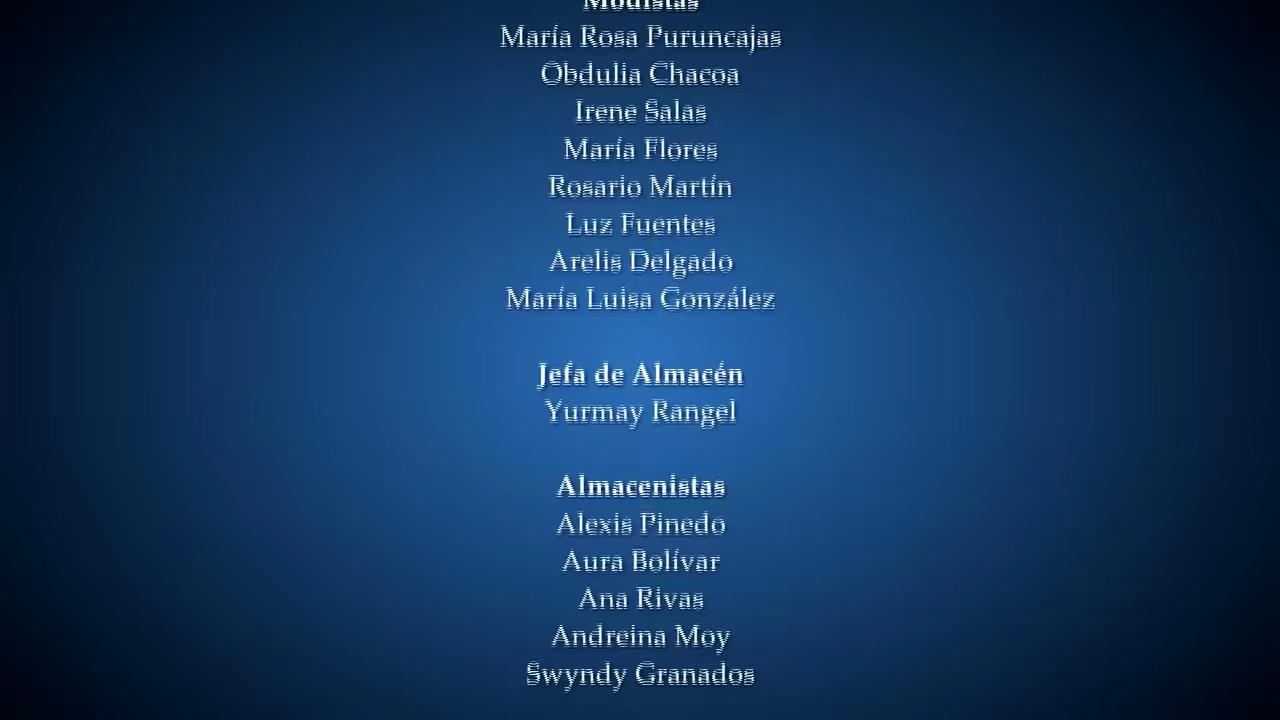 Modistas
María Rosa Puruncajas
Obdulia Chacoa
Irene Salas
María Flores
Rosario Martín
Luz Fuentes
Arelis Delgado
María Luisa González
Jefa de Almacén
Yurmay Rangel
Almacenistas
Alexis Pinedo
Aura Bolívar
Ana Rivas
Andreina Moy
Swyndy Granados